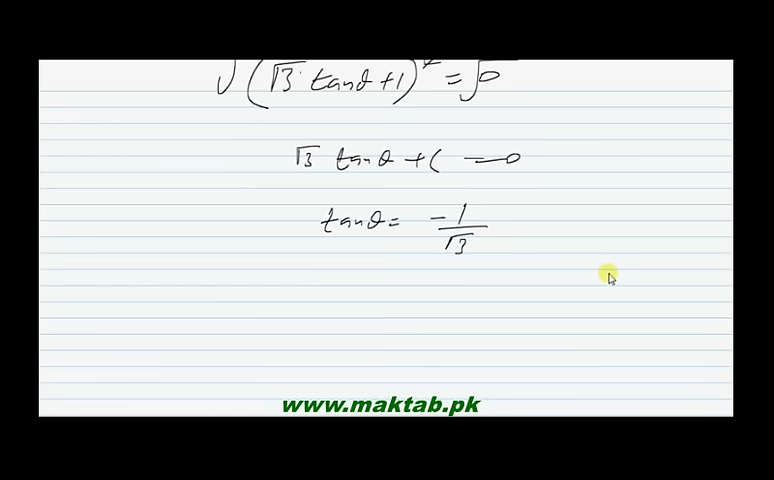 √(√3 tanθ +1)² = √0
√3 tanθ + 1 = 0
tanθ = -1/√3
www.maktab.pk